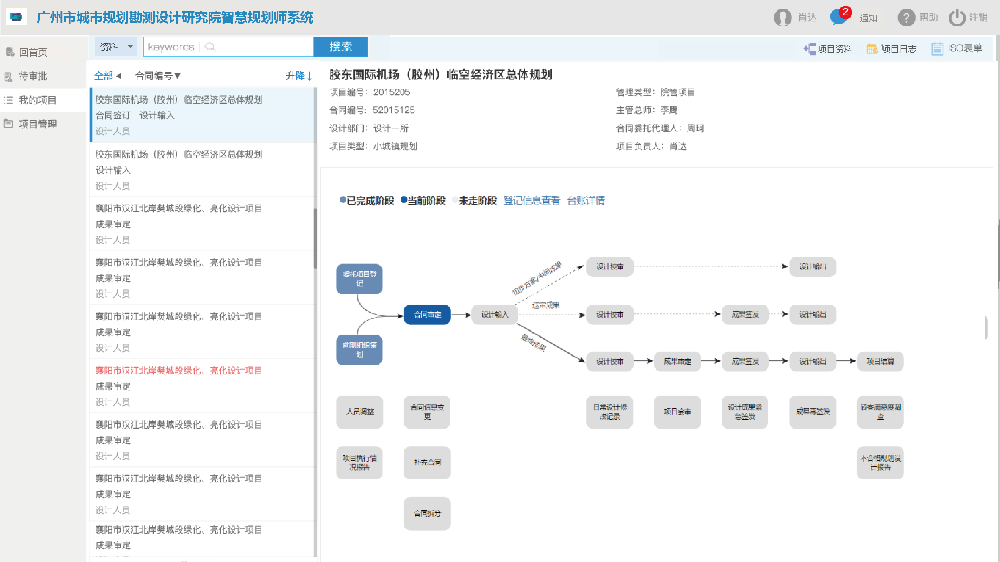 广州市城市规划勘测设计研究院智慧规划师系统
肖达
2
通知
帮助
注销
回首页
待审批
我的项目
项目管理
资料
keywords
搜索
项目资料
项目日志
ISO表单
全部
合同编号
升降
胶东国际机场（胶州）临空经济区总体规划
合同签订 设计输入
设计人员
胶东国际机场（胶州）临空经济区总体规划
设计输入
设计人员
襄阳市汉江北岸樊城段绿化、亮化设计项目
成果审定
设计人员
襄阳市汉江北岸樊城段绿化、亮化设计项目
成果审定
设计人员
襄阳市汉江北岸樊城段绿化、亮化设计项目
成果审定
设计人员
襄阳市汉江北岸樊城段绿化、亮化设计项目
成果审定
设计人员
襄阳市汉江北岸樊城段绿化、亮化设计项目
成果审定
设计人员
襄阳市汉江北岸樊城段绿化、亮化设计项目
成果审定
设计人员
襄阳市汉江北岸樊城段绿化、亮化设计项目
成果审定
胶东国际机场（胶州）临空经济区总体规划
项目编号：2015205
管理类型：院管项目
合同编号：52015125
主管总师：李鹰
设计部门：设计一所
合同委托代理人：周珂
项目类型：小城镇规划
项目负责人：肖达
已完成阶段 当前阶段 未走阶段 登记信息查看 台账详情
委托项目登
记
前期组织策
划
合同审定
设计输入
初步方案/中间成果
设计校审
设计输出
送审成果
设计校审
成果签发
设计输出
最终成果
设计校审
成果审定
成果签发
设计输出
项目结算
人员调整
合同信息变
更
日常设计修
改记录
项目会审
设计成果紧
急签发
成果再签发
顾客满意度调
查
项目执行情
况报告
补充合同
不合格规划设
计报告
合同拆分